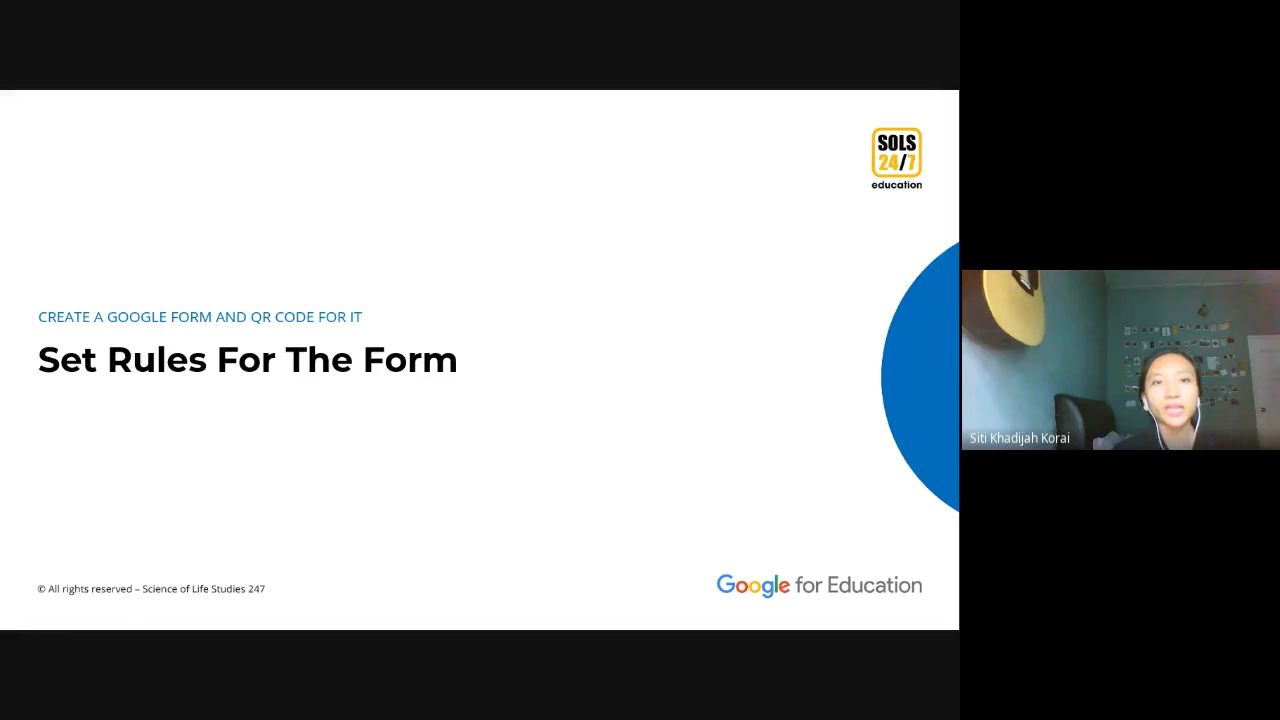 SOLS
24/7
education
CREATE A GOOGLE FORM AND QR CODE FOR IT
Set Rules For The Form
© All rights reserved – Science of Life Studies 247
Google for Education
Siti Khadijah Korai